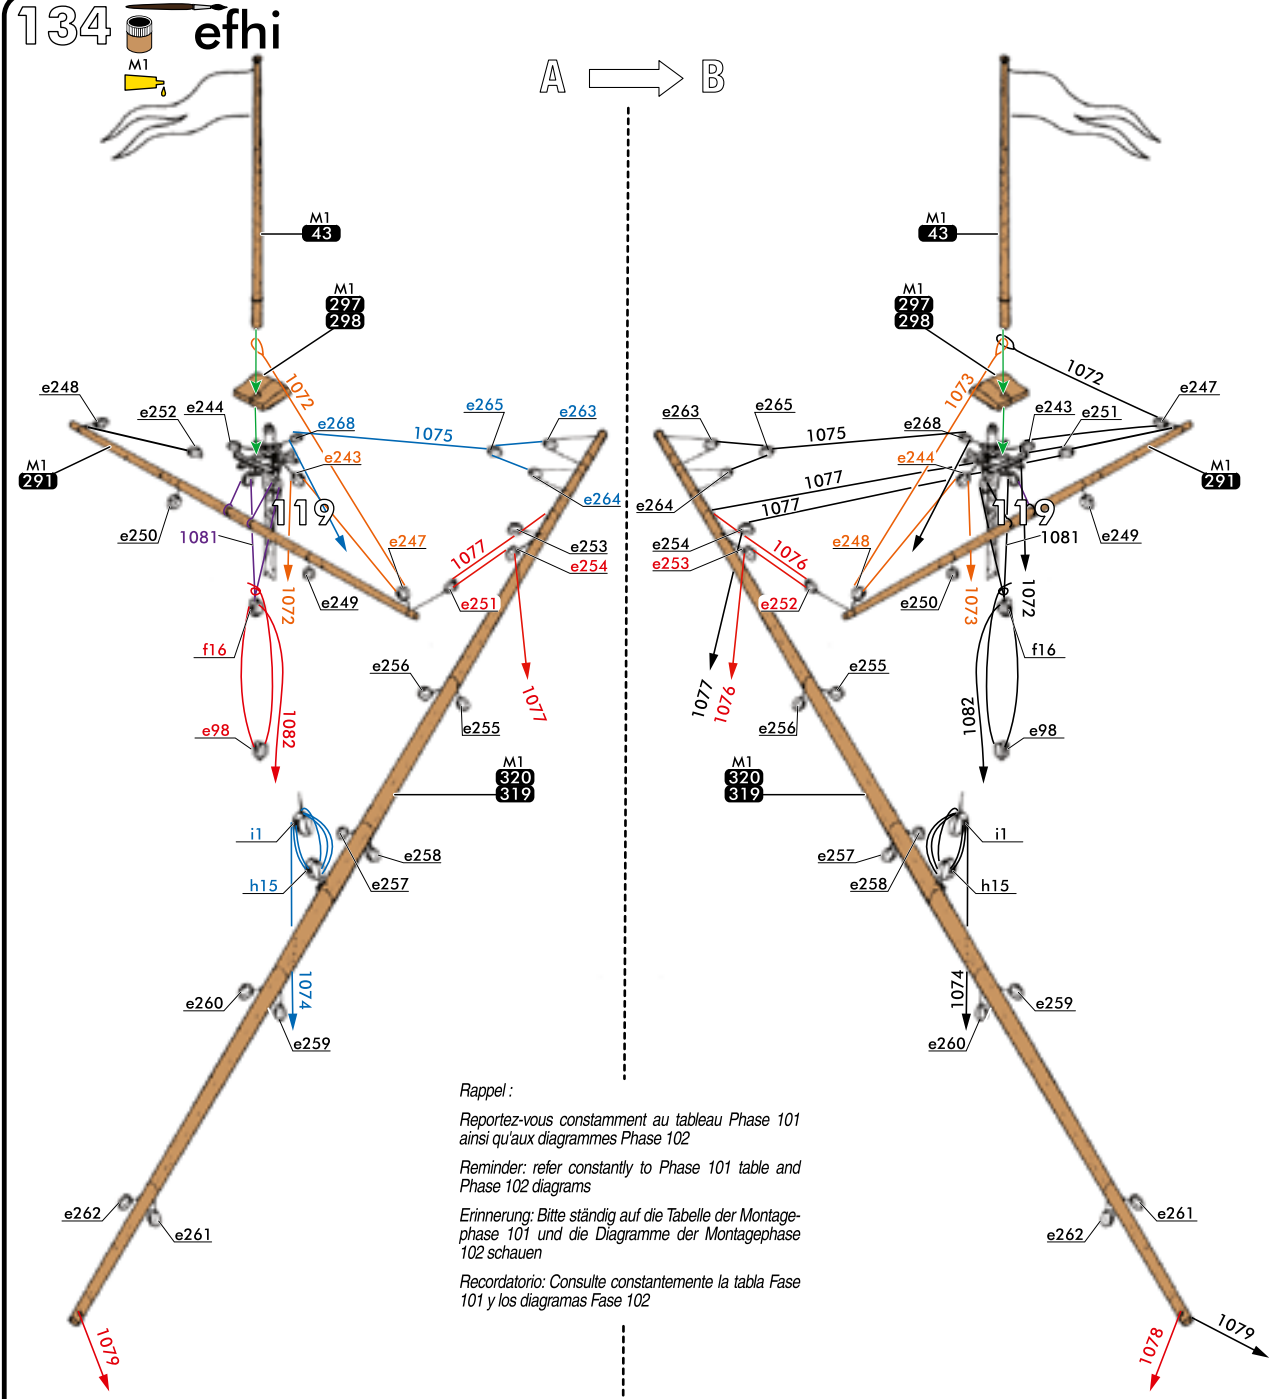 134
efhi
M1
A
B
M1
43
M1
297
298
1072
e248
e252
e244
e268
e243
e265
e263
1075
e264
M1
291
119
e250
1081
e247
e249
1072
1077
e253
e254
e251
1077
f16
e256
e255
e98
1082
M1
320
319
i1
h15
e258
e257
1074
e260
e259
e262
e261
1079
M1
43
M1
297
298
1073
1072
e247
e263
e265
e268
e243
e251
1075
e244
M1
291
1077
1077
e264
119
e254
e253
1076
e248
1081
e249
e252
e250
1073
1072
f16
e255
e256
1077
1076
1082
e98
M1
320
319
i1
e257
e258
h15
1074
e259
e260
e261
e262
1078
1079
Rappel :
Reportez-vous constamment au tableau Phase 101
ainsi qu'aux diagrammes Phase 102
Reminder: refer constantly to Phase 101 table and
Phase 102 diagrams
Erinnerung: Bitte ständig auf die Tabelle der Montage-
phase 101 und die Diagramme der Montagephase
102 schauen
Recordatorio: Consulte constantemente la tabla Fase
101 y los diagramas Fase 102